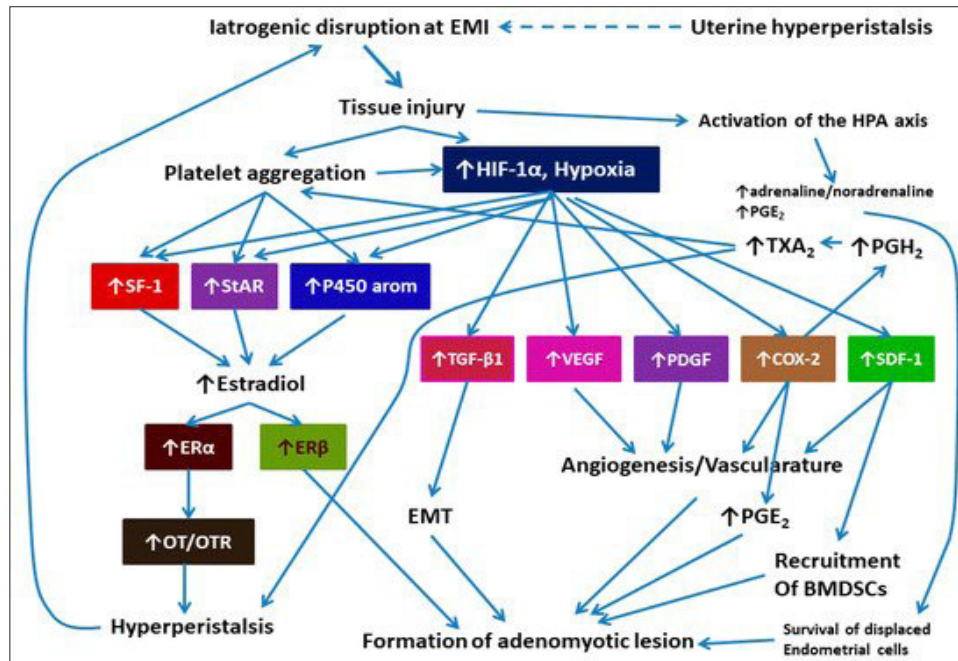 Iatrogenic disruption at EMI
Uterine hyperperistalsis
Tissue injury
Activation of the HPA axis
Platelet aggregation
↑HIF-1α, Hypoxia
↑adrenaline/noradrenaline
↑PGE₂
↑TXA₂
↑PGH₂
↑SF-1
↑StAR
↑P450 arom
↑TGF-β1
↑VEGF
↑PDGF
↑COX-2
↑SDF-1
↑Estradiol
↑ERα
↑ERβ
Angiogenesis/Vascularature
EMT
↑PGE₂
↑OT/OTR
Recruitment
Of BMDSCs
Hyperperistalsis
Formation of adenomyotic lesion
Survival of displaced
Endometrial cells